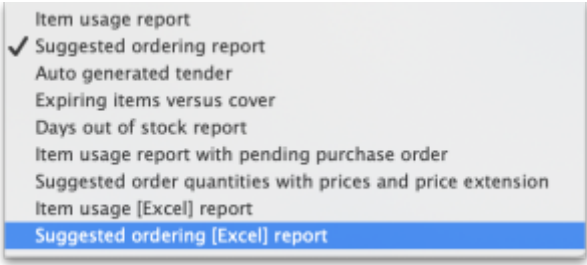 Item usage report
✓ Suggested ordering report
Auto generated tender
Expiring items versus cover
Days out of stock report
Item usage report with pending purchase order
Suggested order quantities with prices and price extension
Item usage [Excel] report
Suggested ordering [Excel] report